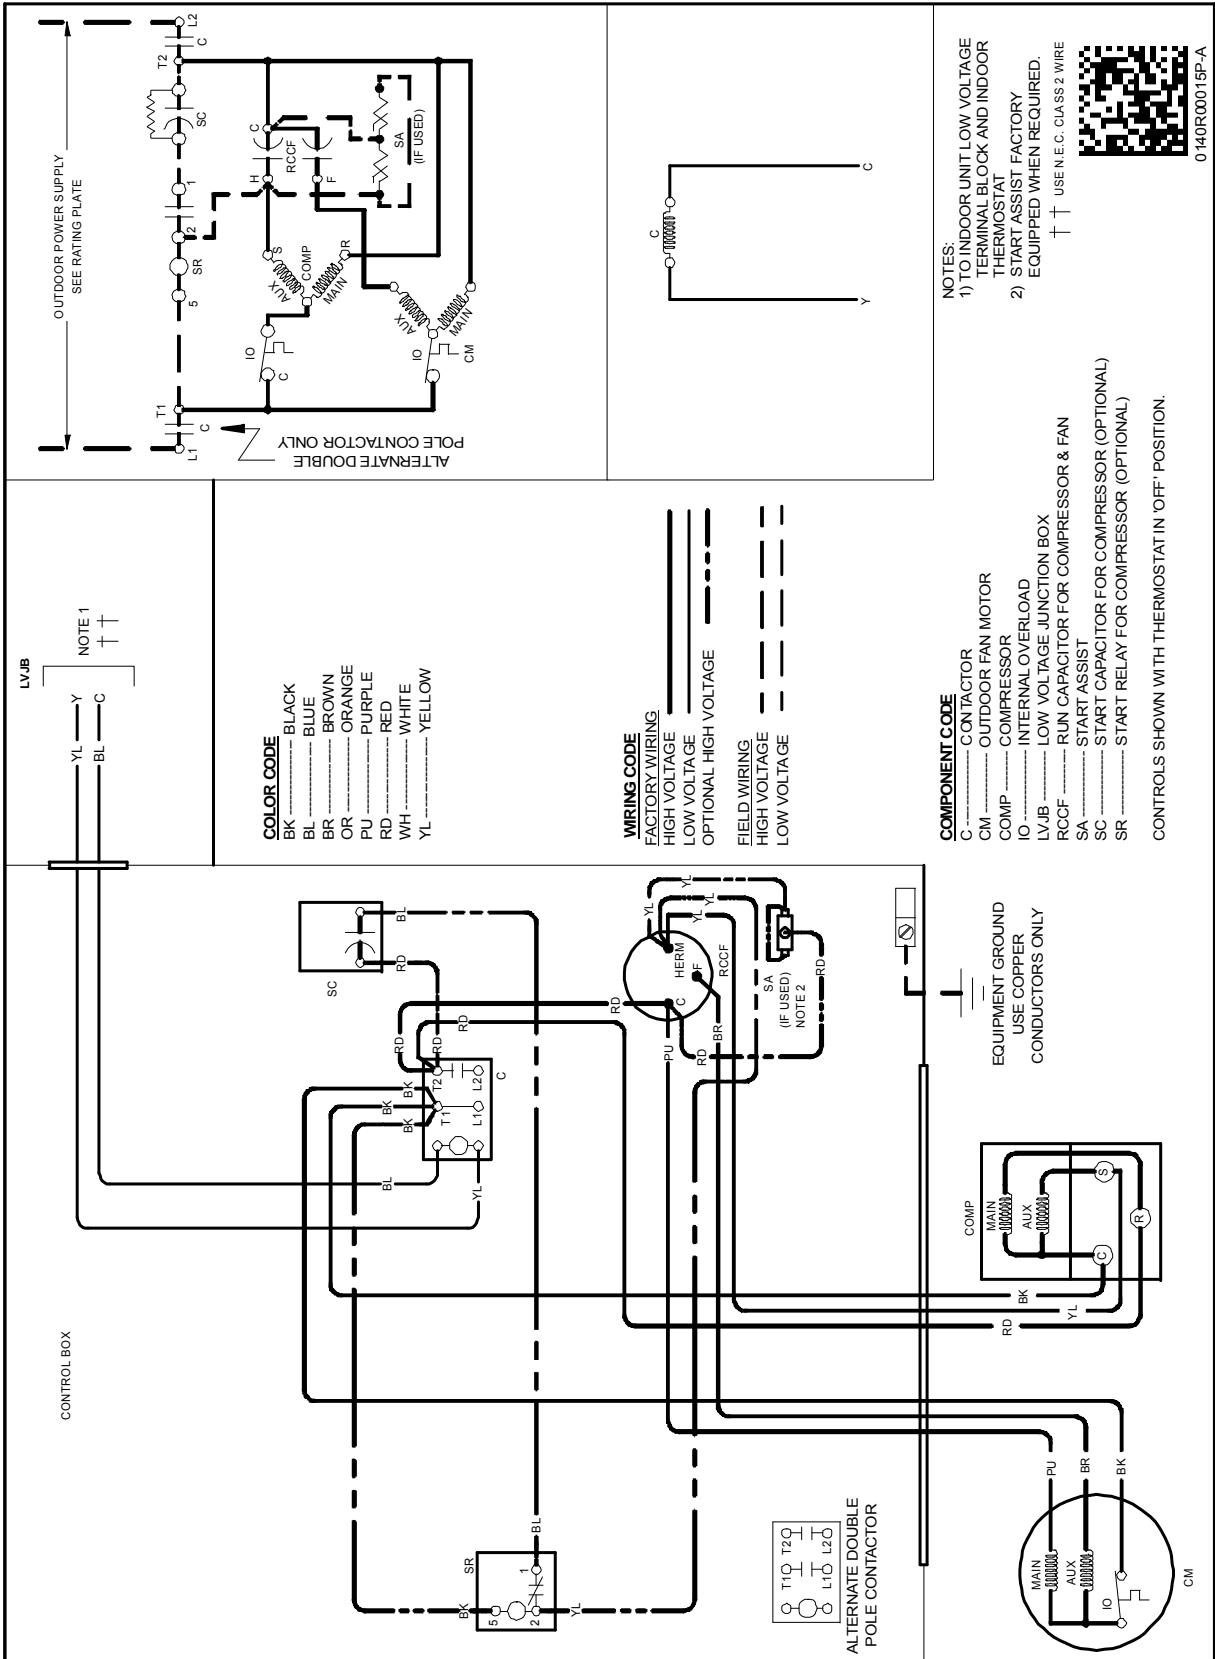 CONTROL BOX
LVJB
YL
Y
BL
C
NOTE 1
SC
RD
BL
RD
RD
RD
RD
BK
BK
BK
T2
L2
T1
L1
C
BL
YL
SR
BK
5
2
1
BL
YL
ALTERNATE DOUBLE
POLE CONTACTOR
T1
T2
L1
L2
HERM
F
C
RCCF
YL
YL
YL
YL
RD
PU
BR
RD
SA
(IF USED)
NOTE 2
RD
EQUIPMENT GROUND
USE COPPER
CONDUCTORS ONLY
COMP
MAIN
AUX
C
S
R
BK
YL
RD
MAIN
AUX
IO
PU
BR
BK
CM
COLOR CODE
BK ---------- BLACK
BL ---------- BLUE
BR ---------- BROWN
OR ---------- ORANGE
PU ---------- PURPLE
RD ---------- RED
WH ---------- WHITE
YL ---------- YELLOW
WIRING CODE
FACTORY WIRING
HIGH VOLTAGE
LOW VOLTAGE
OPTIONAL HIGH VOLTAGE
FIELD WIRING
HIGH VOLTAGE
LOW VOLTAGE
COMPONENT CODE
C ---------- CONTACTOR
CM ---------- OUTDOOR FAN MOTOR
COMP ---------- COMPRESSOR
IO ---------- INTERNAL OVERLOAD
LVJB ---------- LOW VOLTAGE JUNCTION BOX
RCCF ---------- RUN CAPACITOR FOR COMPRESSOR & FAN
SA ---------- START ASSIST
SC ---------- START CAPACITOR FOR COMPRESSOR (OPTIONAL)
SR ---------- START RELAY FOR COMPRESSOR (OPTIONAL)
CONTROLS SHOWN WITH THERMOSTAT IN 'OFF' POSITION.
OUTDOOR POWER SUPPLY
SEE RATING PLATE
L1
C
T1
5
SR
2
1
SC
T2
C
L2
ALTERNATE DOUBLE
POLE CONTACTOR ONLY
C
IO
AUX
S
COMP
MAIN
R
H
C
RCCF
F
SA
(IF USED)
IO
AUX
MAIN
CM
Y
C
C
NOTES:
1) TO INDOOR UNIT LOW VOLTAGE
TERMINAL BLOCK AND INDOOR
THERMOSTAT
2) START ASSIST FACTORY
EQUIPPED WHEN REQUIRED.
†† USE N.E.C. CLASS 2 WIRE
0140R00015P-A